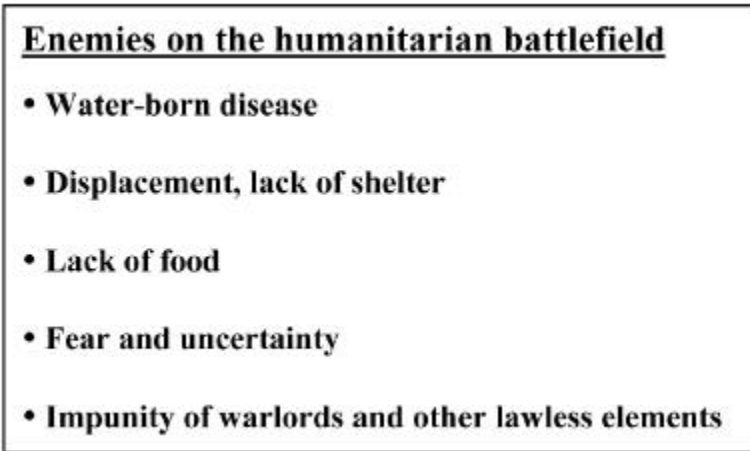 Enemies on the humanitarian battlefield
• Water-born disease
• Displacement, lack of shelter
• Lack of food
• Fear and uncertainty
• Impunity of warlords and other lawless elements